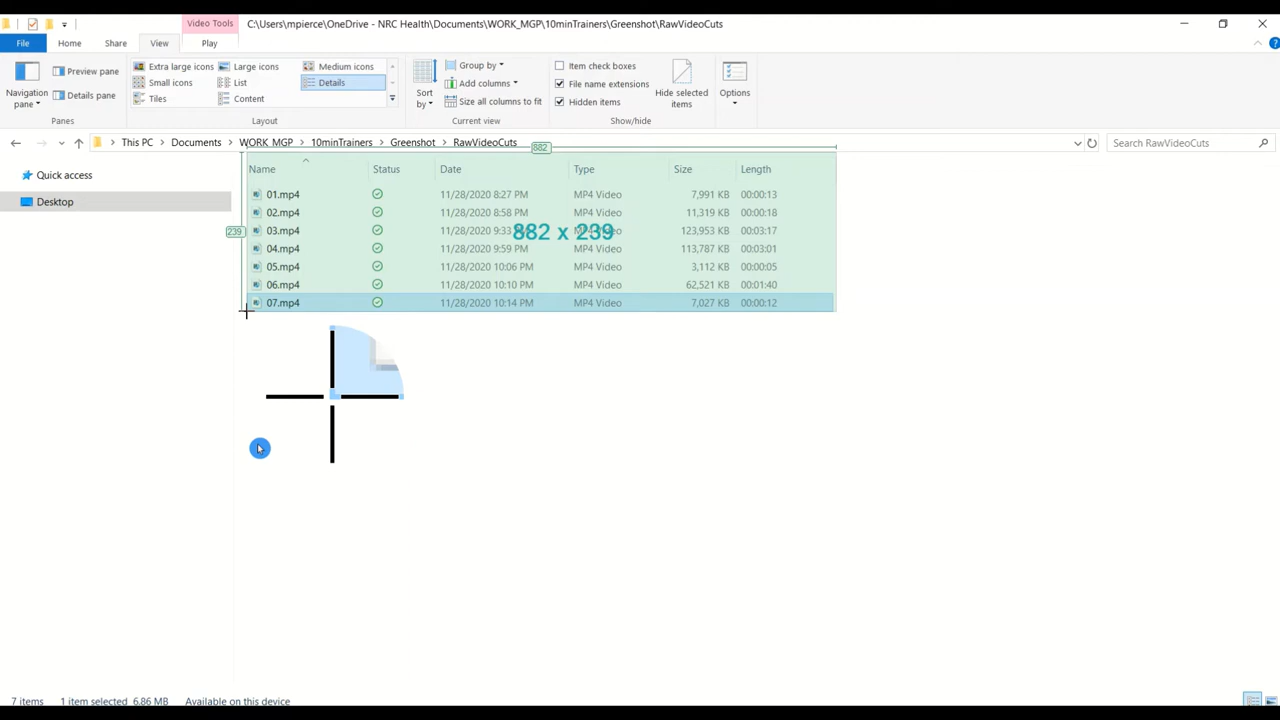 Video Tools C:\Users\mpierce\OneDrive - NRC Health\Documents\WORK_MGP\10minTrainers\Greenshot\RawVideoCuts
File Home Share View Play
Navigation pane
Preview pane
Details pane
Panes
Extra large icons Large icons Medium icons
Small icons List Details
Tiles Content
Layout
Sort by
Group by
Add columns
Size all columns to fit
Current view
Item check boxes
File name extensions
Hidden items
Hide selected items
Show/hide
Options
This PC > Documents > WORK_MGP > 10minTrainers > Greenshot > RawVideoCuts
Search RawVideoCuts
882
Quick access
Desktop
Name Status Date Type Size Length
01.mp4 11/28/2020 8:27 PM MP4 Video 7,991 KB 00:00:13
02.mp4 11/28/2020 8:58 PM MP4 Video 11,319 KB 00:00:18
03.mp4 11/28/2020 9:33 MP4 Video 123,953 KB 00:03:17
239
882 x 239
04.mp4 11/28/2020 9:59 PM MP4 Video 113,787 KB 00:03:01
05.mp4 11/28/2020 10:06 PM MP4 Video 3,112 KB 00:00:05
06.mp4 11/28/2020 10:10 PM MP4 Video 62,521 KB 00:01:40
07.mp4 11/28/2020 10:14 PM MP4 Video 7,027 KB 00:00:12
7 items 1 item selected 6.86 MB Available on this device